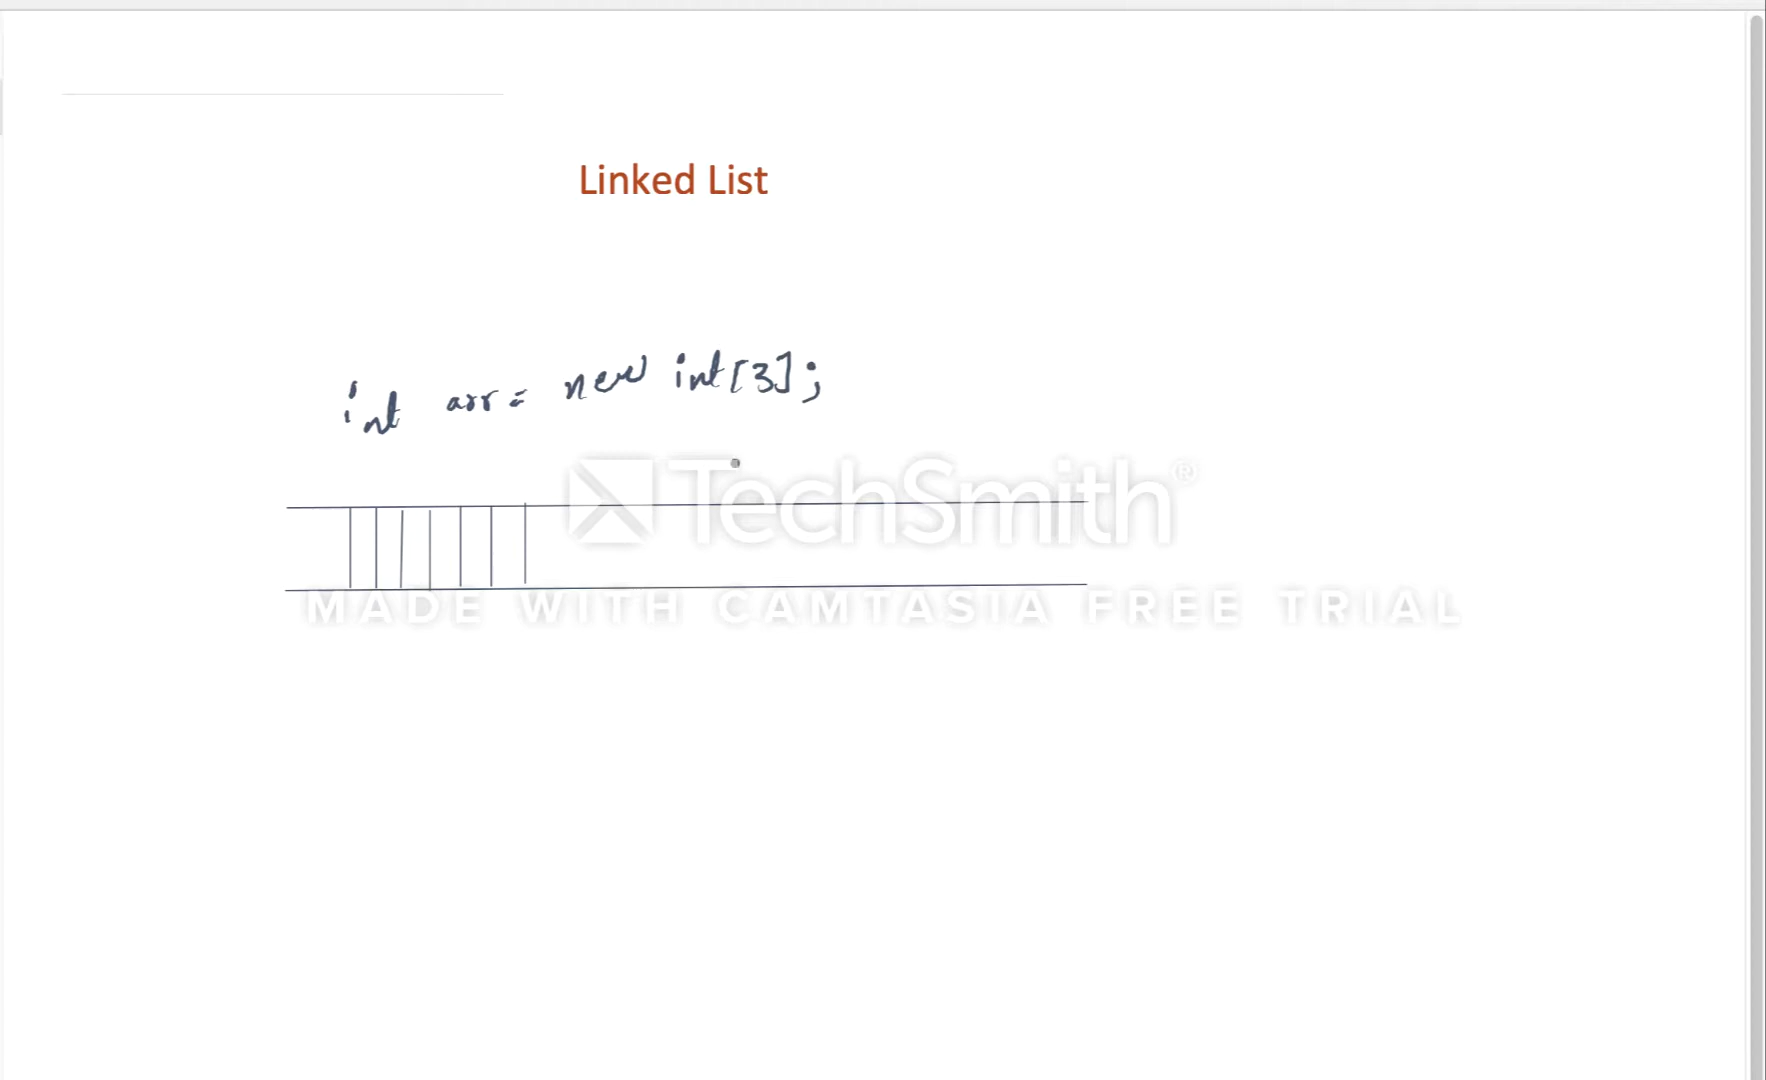 Linked List
int arr = new int[3];
TechSmith®
MADE WITH CAMTASIA FREE TRIAL